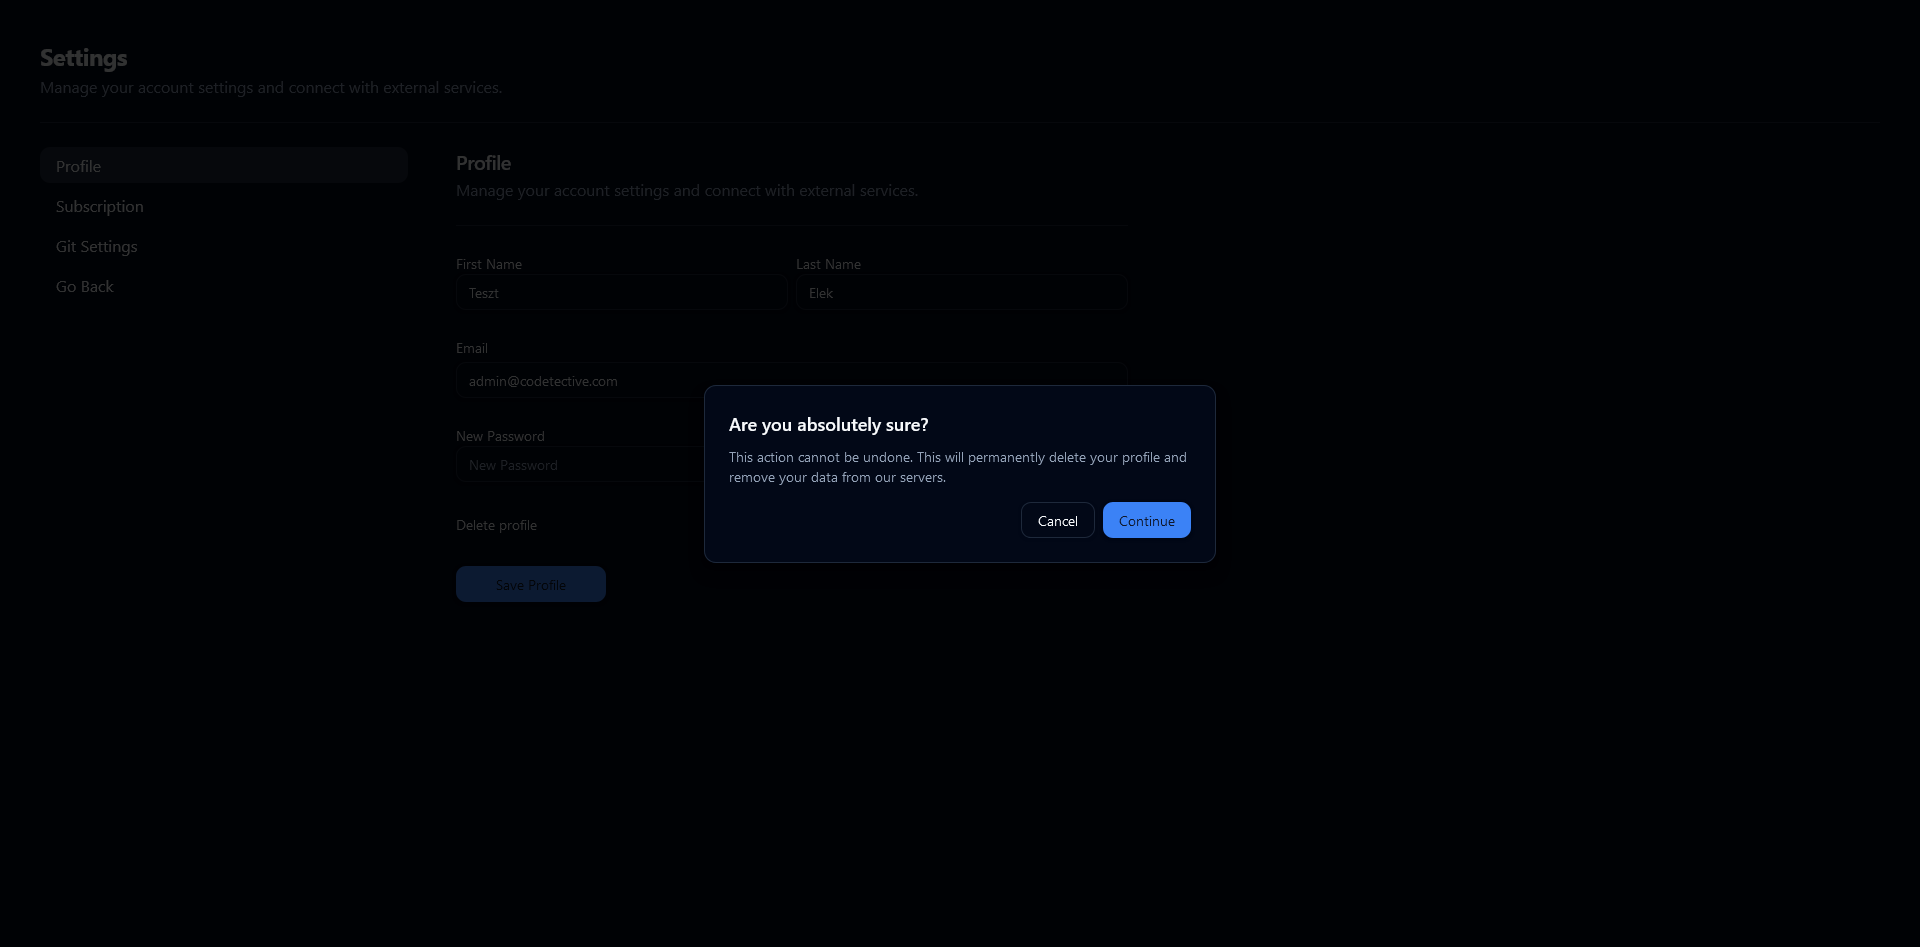 Settings
Manage your account settings and connect with external services.
Profile
Subscription
Git Settings
Go Back
Profile
Manage your account settings and connect with external services.
First Name
Last Name
Teszt
Elek
Email
admin@codetective.com
New Password
New Password
Delete profile
Save Profile
Are you absolutely sure?
This action cannot be undone. This will permanently delete your profile and
remove your data from our servers.
Cancel
Continue